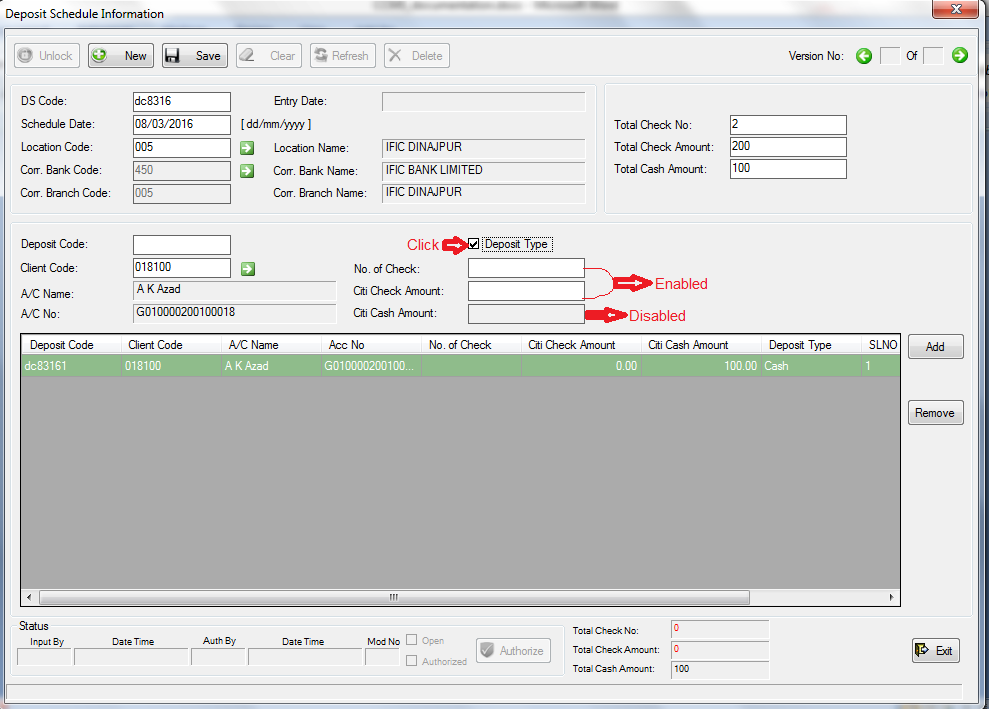 Deposit Schedule Information
Unlock New Save Clear Refresh Delete Version No: Of
DS Code: dc8316 Entry Date:
Schedule Date: 08/03/2016 [ dd/mm/yyyy ]
Location Code: 005 Location Name: IFIC DINAJPUR
Corr. Bank Code: 450 Corr. Bank Name: IFIC BANK LIMITED
Corr. Branch Code: 005 Corr. Branch Name: IFIC DINAJPUR
Total Check No: 2
Total Check Amount: 200
Total Cash Amount: 100
Deposit Code: Click Deposit Type
Client Code: 018100 No. of Check:
A/C Name: A K Azad Citi Check Amount: Enabled
A/C No: G010000200100018 Citi Cash Amount: Disabled
Deposit Code Client Code A/C Name Acc No No. of Check Citi Check Amount Citi Cash Amount Deposit Type SLNO
dc83161 018100 A K Azad G010000200100... 0.00 100.00 Cash 1
Add
Remove
Status
Input By Date Time Auth By Date Time Mod No Open
Authorized
Authorize
Total Check No: 0
Total Check Amount: 0
Total Cash Amount: 100
Exit